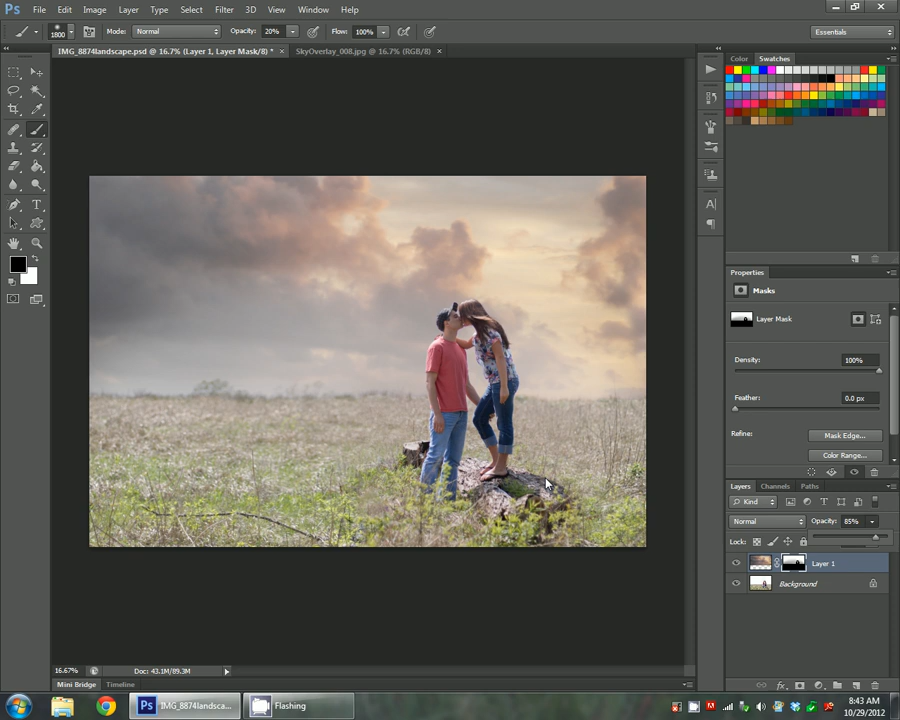 Ps File Edit Image Layer Type Select Filter 3D View Window Help
1800 Mode: Normal Opacity: 20% Flow: 100% Essentials
IMG_8874landscape.psd @ 16.7% (Layer 1, Layer Mask/8) * × SkyOverlay_008.jpg @ 16.7% (RGB/8) ×
Color Swatches
Properties
Masks
Layer Mask
Density: 100%
Feather: 0.0 px
Refine: Mask Edge...
Color Range...
Layers Channels Paths
Kind
Normal Opacity: 85%
Lock:
Layer 1
Background
16.67% Doc: 43.1M/89.3M
Mini Bridge Timeline
Ps IMG_8874landsca... Flashing
8:43 AM
10/29/2012